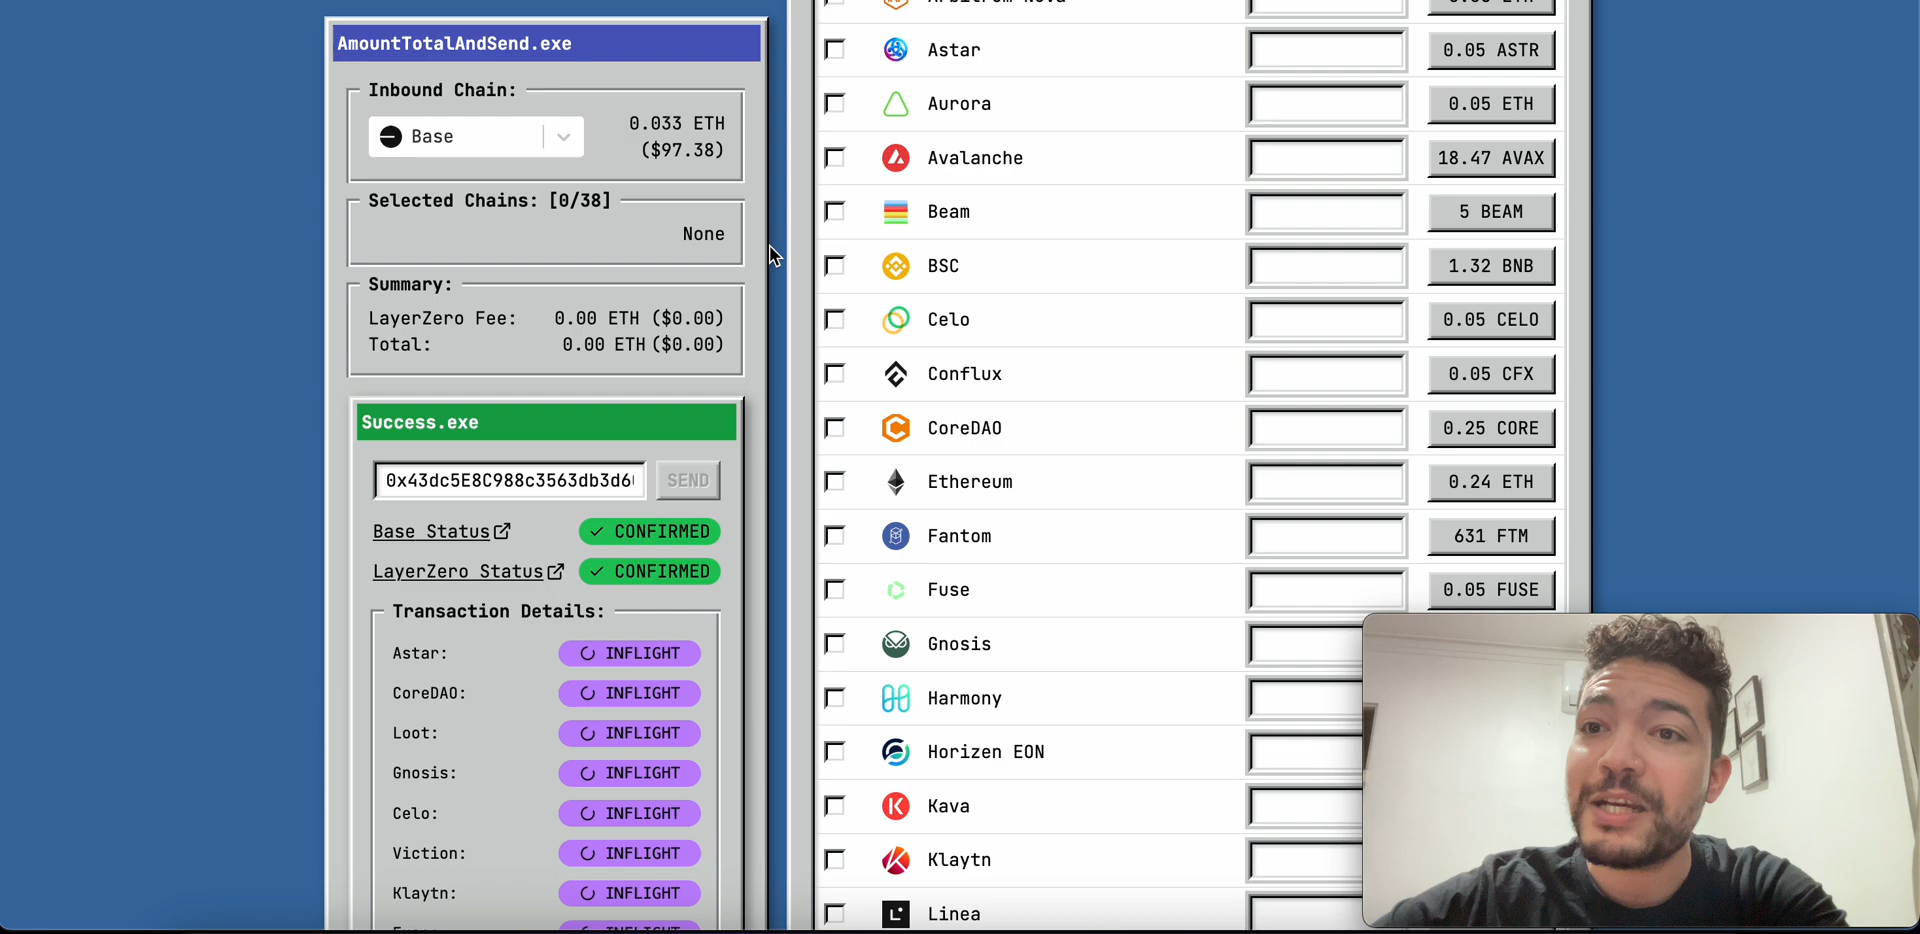 AmountTotalAndSend.exe
Inbound Chain:
Base
0.033 ETH
($97.38)
Selected Chains: [0/38]
None
Summary:
LayerZero Fee: 0.00 ETH ($0.00)
Total: 0.00 ETH ($0.00)
Success.exe
0x43dc5E8C988c3563db3d6
SEND
Base Status
✓ CONFIRMED
LayerZero Status
✓ CONFIRMED
Transaction Details:
Astar: INFLIGHT
CoreDAO: INFLIGHT
Loot: INFLIGHT
Gnosis: INFLIGHT
Celo: INFLIGHT
Viction: INFLIGHT
Klaytn: INFLIGHT
Astar 0.05 ASTR
Aurora 0.05 ETH
Avalanche 18.47 AVAX
Beam 5 BEAM
BSC 1.32 BNB
Celo 0.05 CELO
Conflux 0.05 CFX
CoreDAO 0.25 CORE
Ethereum 0.24 ETH
Fantom 631 FTM
Fuse 0.05 FUSE
Gnosis
Harmony
Horizen EON
Kava
Klaytn
Linea